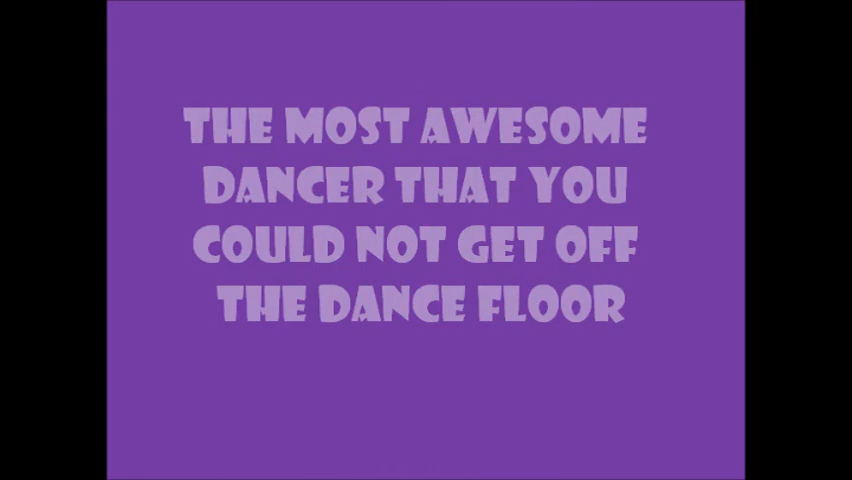 THE MOST AWESOME
DANCER THAT YOU
COULD NOT GET OFF
THE DANCE FLOOR